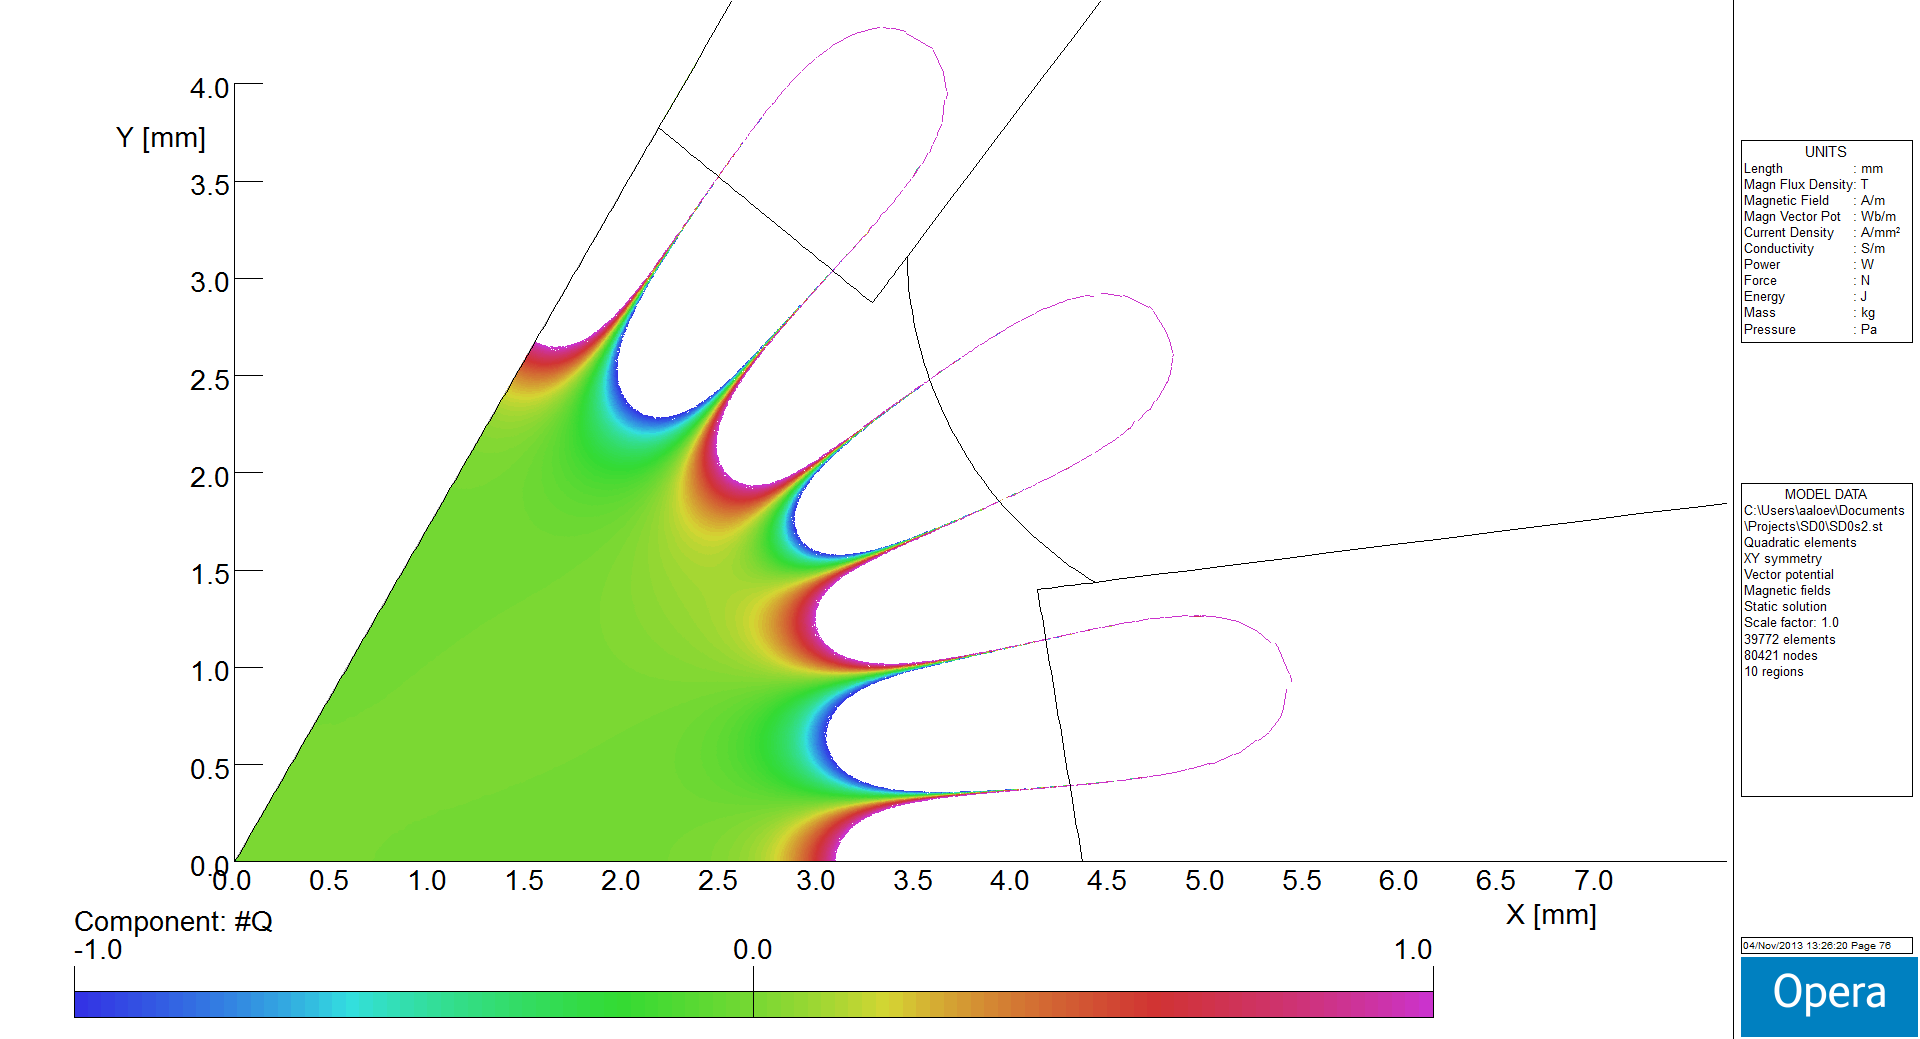 4.0
Y [mm]
3.5
3.0
2.5
2.0
1.5
1.0
0.5
0.0
0.0 0.5 1.0 1.5 2.0 2.5 3.0 3.5 4.0 4.5 5.0 5.5 6.0 6.5 7.0
X [mm]
Component: #Q
-1.0 0.0 1.0
UNITS
Length : mm
Magn Flux Density: T
Magnetic Field : A/m
Magn Vector Pot : Wb/m
Current Density : A/mm²
Conductivity : S/m
Power : W
Force : N
Energy : J
Mass : kg
Pressure : Pa
MODEL DATA
C:\Users\aaloev\Documents
\Projects\SD0\SD0s2.st
Quadratic elements
XY symmetry
Vector potential
Magnetic fields
Static solution
Scale factor: 1.0
39772 elements
80421 nodes
10 regions
04/Nov/2013 13:26:20 Page 76
Opera